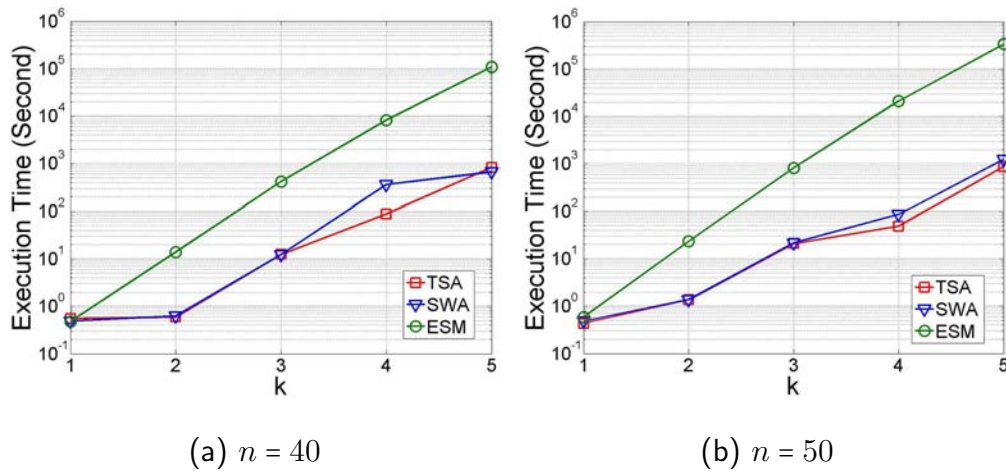 Execution Time (Second)
10^6
10^5
10^4
10^3
10^2
10^1
10^0
10^-1
TSA
SWA
ESM
1 2 3 4 5
k
(a) n = 40
Execution Time (Second)
10^6
10^5
10^4
10^3
10^2
10^1
10^0
10^-1
TSA
SWA
ESM
1 2 3 4 5
k
(b) n = 50